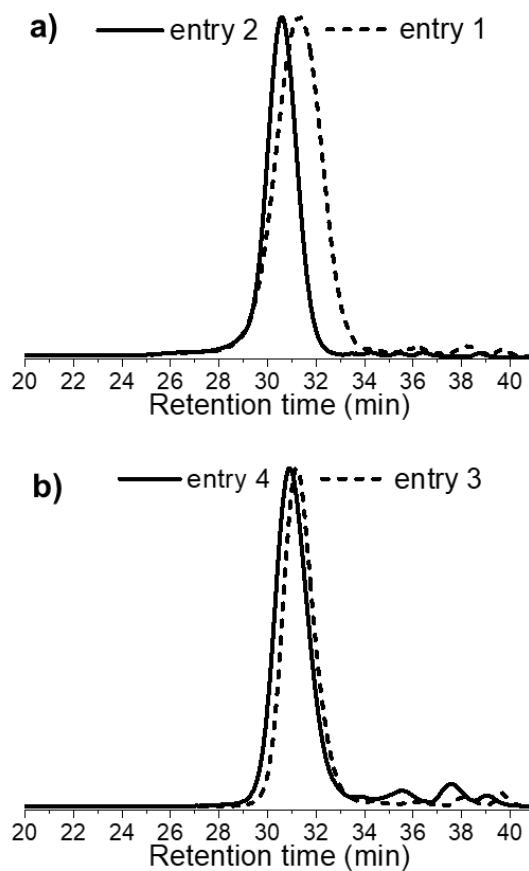 a) entry 2 entry 1
20 22 24 26 28 30 32 34 36 38 40
Retention time (min)
b) entry 4 entry 3
20 22 24 26 28 30 32 34 36 38 40
Retention time (min)